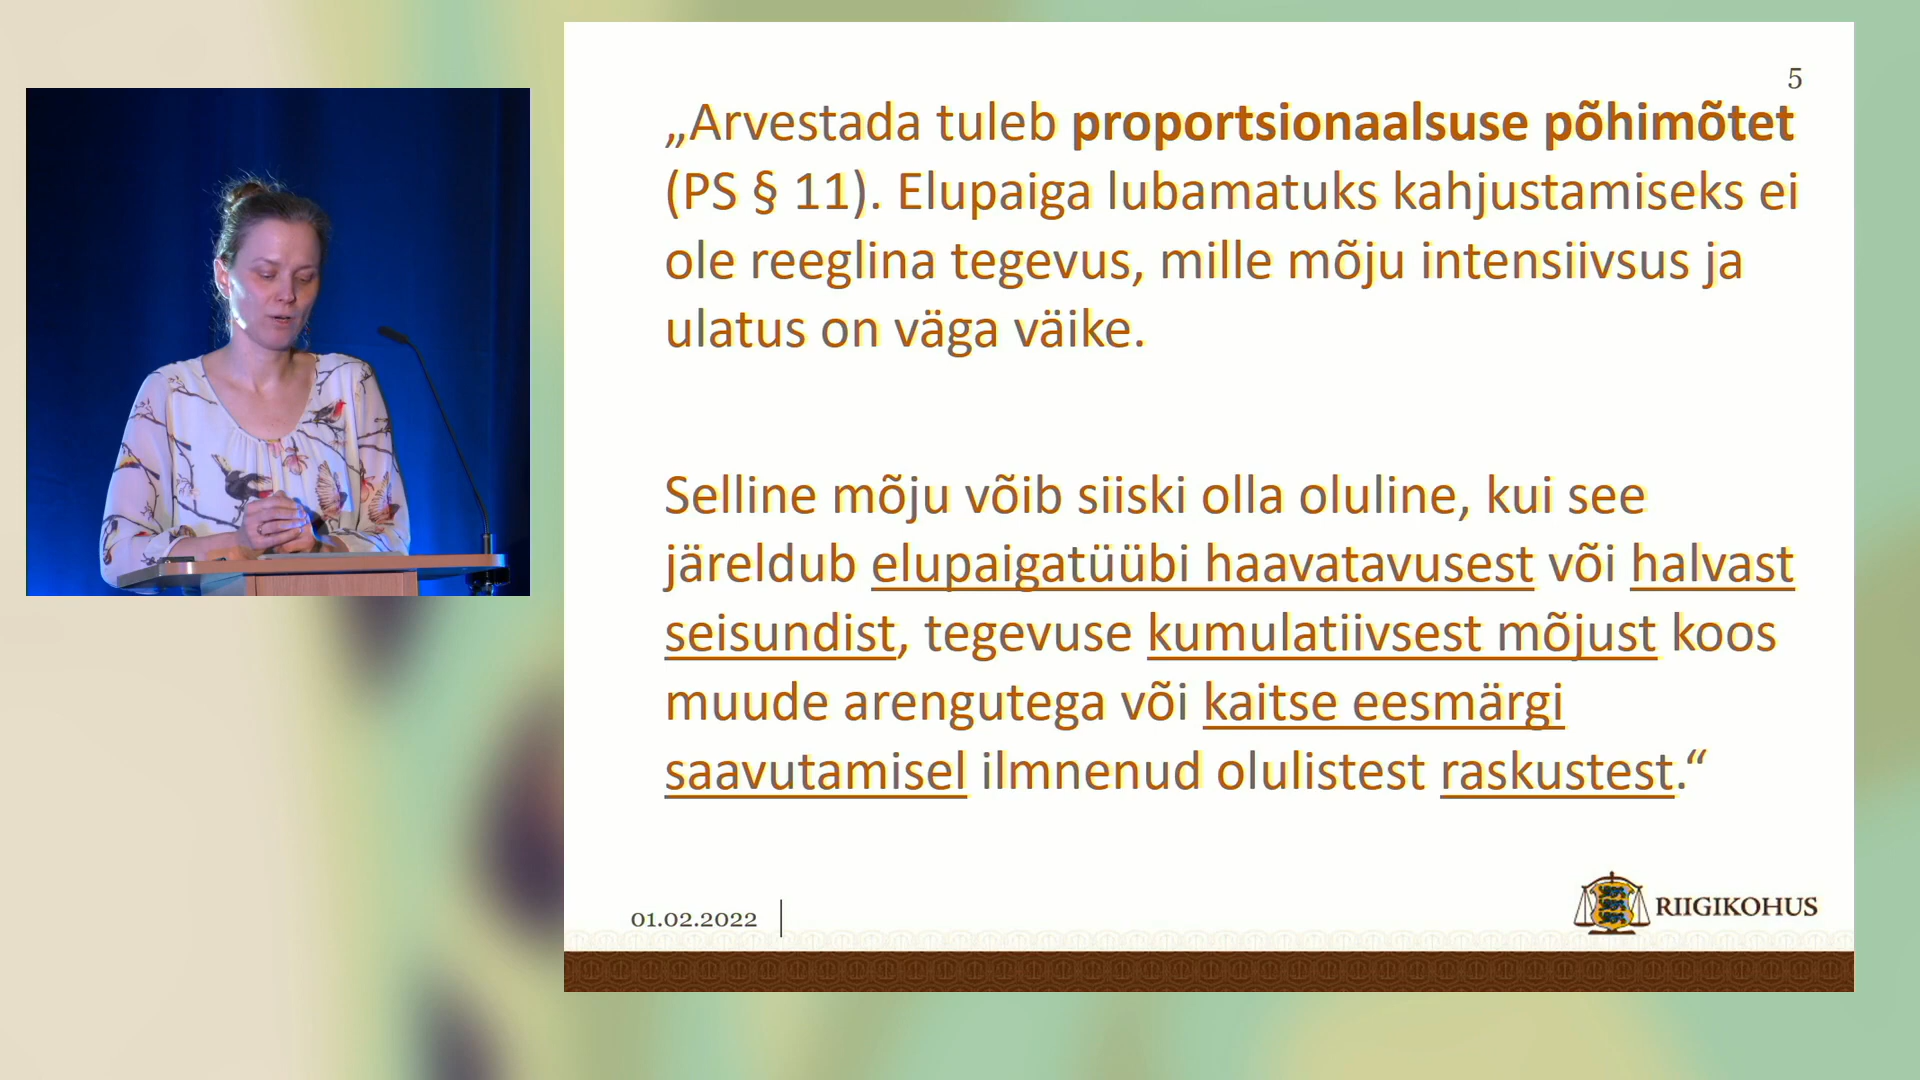 5
„Arvestada tuleb proportsionaalsuse põhimõtet
(PS § 11). Elupaiga lubamatuks kahjustamiseks ei
ole reeglina tegevus, mille mõju intensiivsus ja
ulatus on väga väike.
Selline mõju võib siiski olla oluline, kui see
järeldub elupaigatüübi haavatavusest või halvast
seisundist, tegevuse kumulatiivsest mõjust koos
muude arengutega või kaitse eesmärgi
saavutamisel ilmnenud olulistest raskustest.“
01.02.2022
RIIGIKOHUS